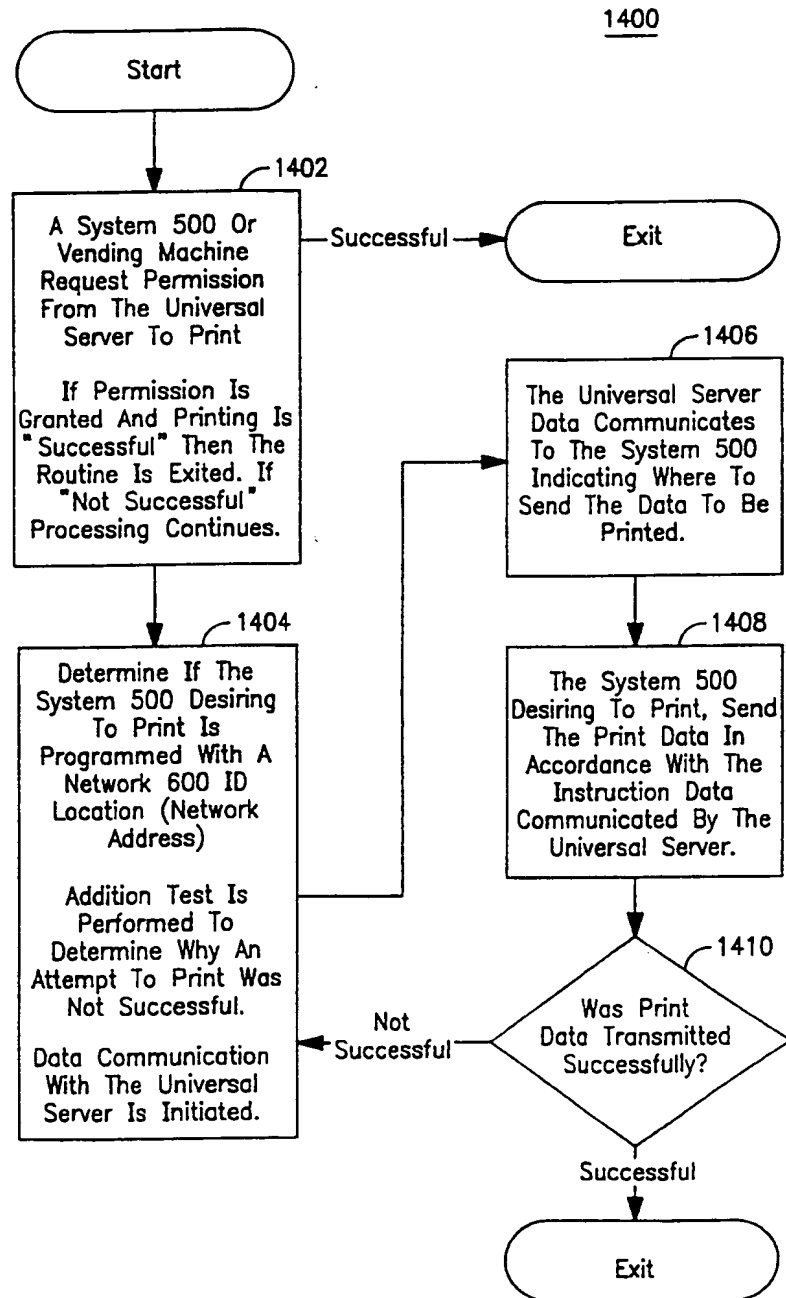 1400
Start
1402
A System 500 Or
Vending Machine
Request Permission
From The Universal
Server To Print
If Permission Is
Granted And Printing Is
"Successful" Then The
Routine Is Exited. If
"Not Successful"
Processing Continues.
Successful
Exit
1404
Determine If The
System 500 Desiring
To Print Is
Programmed With A
Network 600 ID
Location (Network
Address)
Addition Test Is
Performed To
Determine Why An
Attempt To Print Was
Not Successful.
Data Communication
With The Universal
Server Is Initiated.
1406
The Universal Server
Data Communicates
To The System 500
Indicating Where To
Send The Data To Be
Printed.
1408
The System 500
Desiring To Print, Send
The Print Data In
Accordance With The
Instruction Data
Communicated By The
Universal Server.
1410
Was Print
Data Transmitted
Successfully?
Not
Successful
Successful
Exit